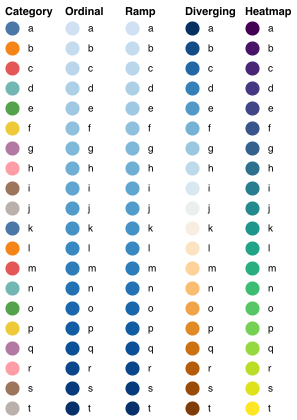 Category Ordinal Ramp Diverging Heatmap
a a a a a
b b b b b
c c c c c
d d d d d
e e e e e
f f f f f
g g g g g
h h h h h
i i i i i
j j j j j
k k k k k
l l l l l
m m m m m
n n n n n
o o o o o
p p p p p
q q q q q
r r r r r
s s s s s
t t t t t